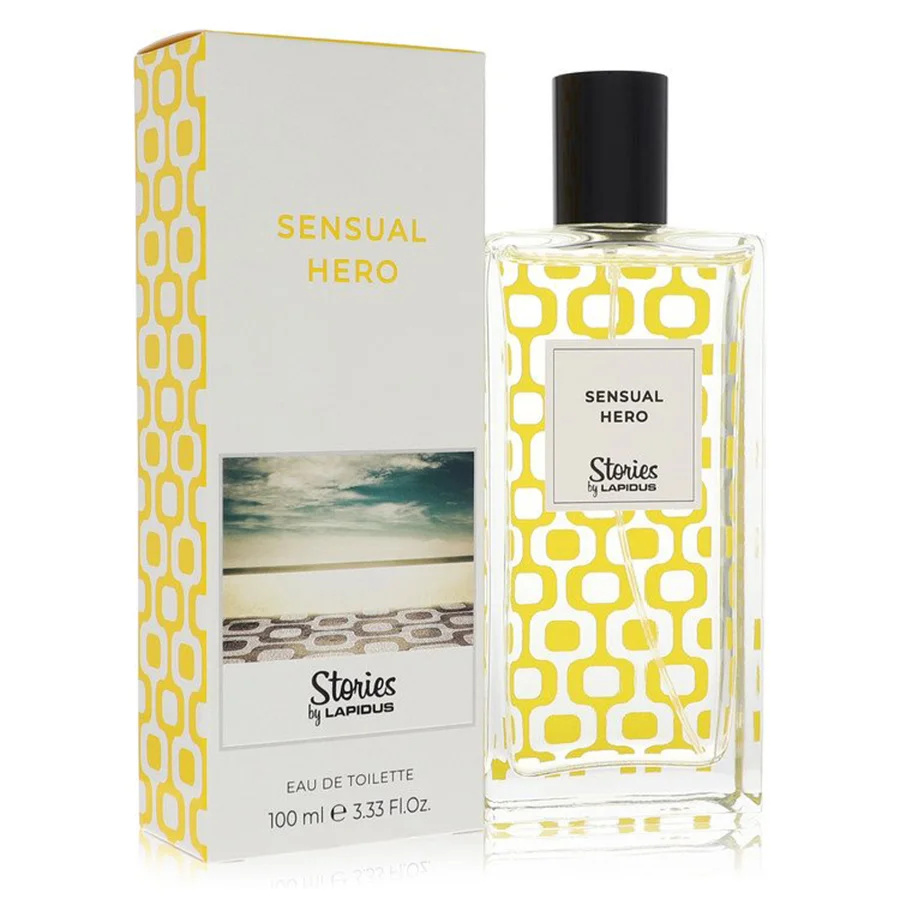 SENSUAL
HERO
Stories
by LAPIDUS
EAU DE TOILETTE
100 ml ℮ 3.33 Fl.Oz.
SENSUAL
HERO
Stories
by LAPIDUS